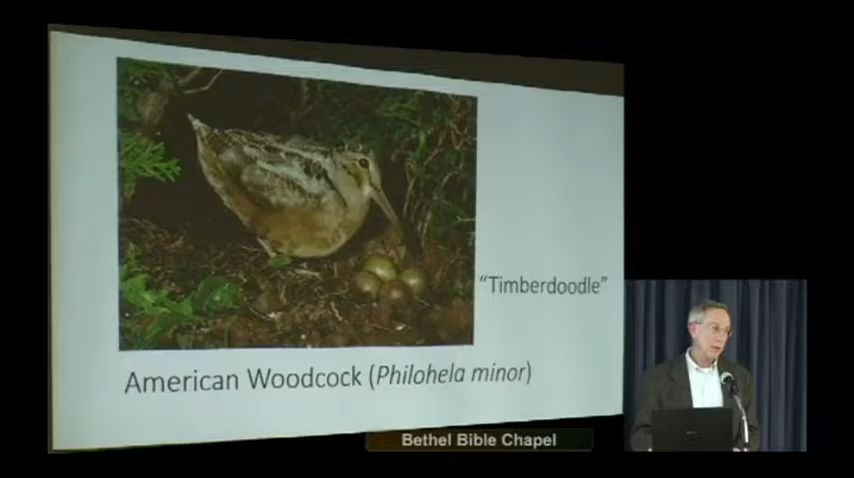 “Timberdoodle”
American Woodcock (Philohela minor)
Bethel Bible Chapel